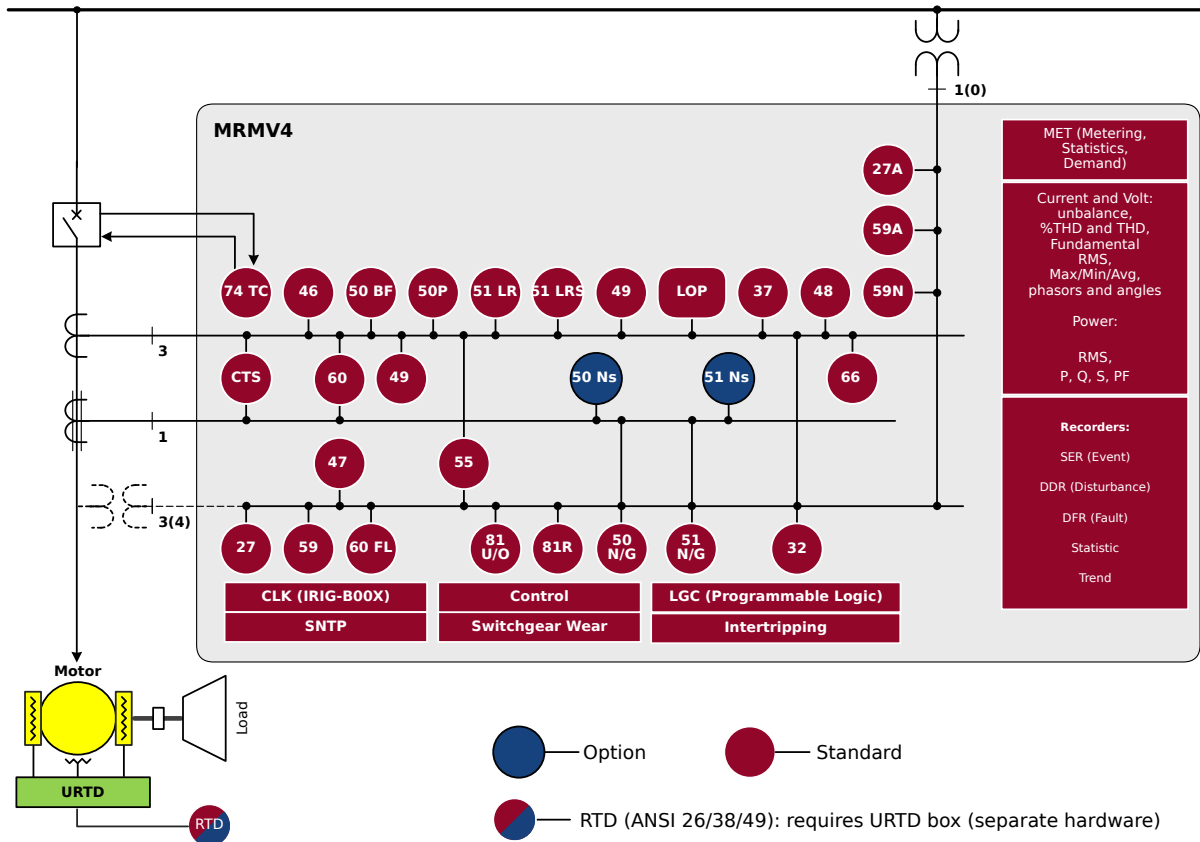 1(0)
MRMV4
27A
59A
74 TC
46
50 BF
50P
51 LR
51 LRS
49
LOP
37
48
59N
3
CTS
60
49
50 Ns
51 Ns
66
1
47
55
3(4)
27
59
60 FL
81
U/O
81R
50
N/G
51
N/G
32
CLK (IRIG-B00X)
Control
LGC (Programmable Logic)
SNTP
Switchgear Wear
Intertripping
MET (Metering,
Statistics,
Demand)
Current and Volt:
unbalance,
%THD and THD,
Fundamental
RMS,
Max/Min/Avg,
phasors and angles
Power:
RMS,
P, Q, S, PF
Recorders:
SER (Event)
DDR (Disturbance)
DFR (Fault)
Statistic
Trend
Motor
Load
URTD
RTD
Option
Standard
RTD (ANSI 26/38/49): requires URTD box (separate hardware)